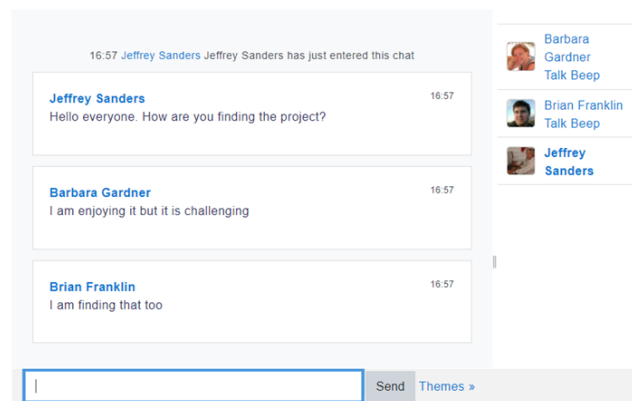 16:57 Jeffrey Sanders Jeffrey Sanders has just entered this chat
Jeffrey Sanders 16:57
Hello everyone. How are you finding the project?
Barbara Gardner 16:57
I am enjoying it but it is challenging
Brian Franklin 16:57
I am finding that too
Send Themes »
Barbara
Gardner
Talk Beep
Brian Franklin
Talk Beep
Jeffrey
Sanders